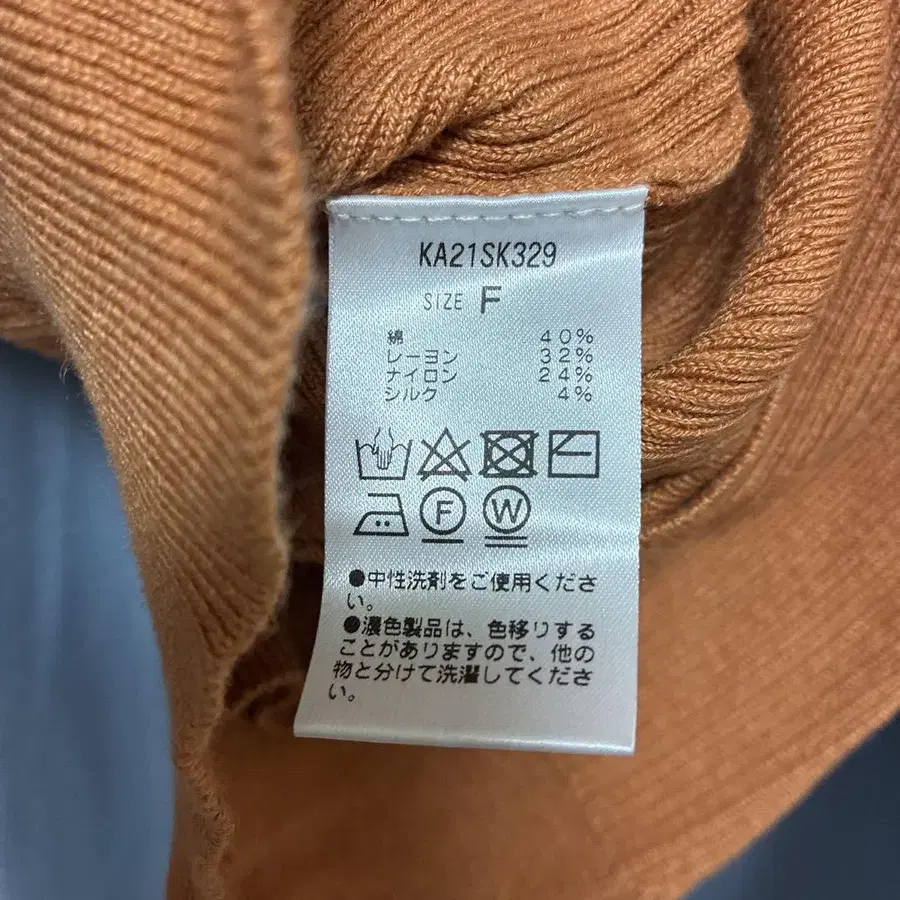 KA21SK329
SIZE F
綿 40%
レーヨン 32%
ナイロン 24%
シルク 4%
F W
●中性洗剤をご使用くださ
い。
●濃色製品は、色移りする
ことがありますので、他の
物と分けて洗濯してくださ
い。